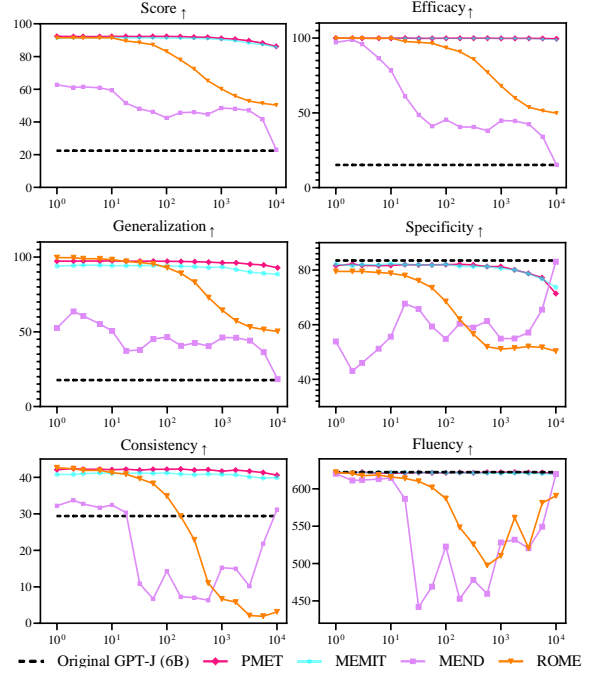 Score ↑
Efficacy ↑
100
80
60
40
20
0
100
50
0
10⁰ 10¹ 10² 10³ 10⁴
10⁰ 10¹ 10² 10³ 10⁴
Generalization ↑
Specificity ↑
100
50
0
80
60
40
10⁰ 10¹ 10² 10³ 10⁴
10⁰ 10¹ 10² 10³ 10⁴
Consistency ↑
Fluency ↑
40
30
20
10
0
600
550
500
450
10⁰ 10¹ 10² 10³ 10⁴
10⁰ 10¹ 10² 10³ 10⁴
Original GPT-J (6B) PMET MEMIT MEND ROME